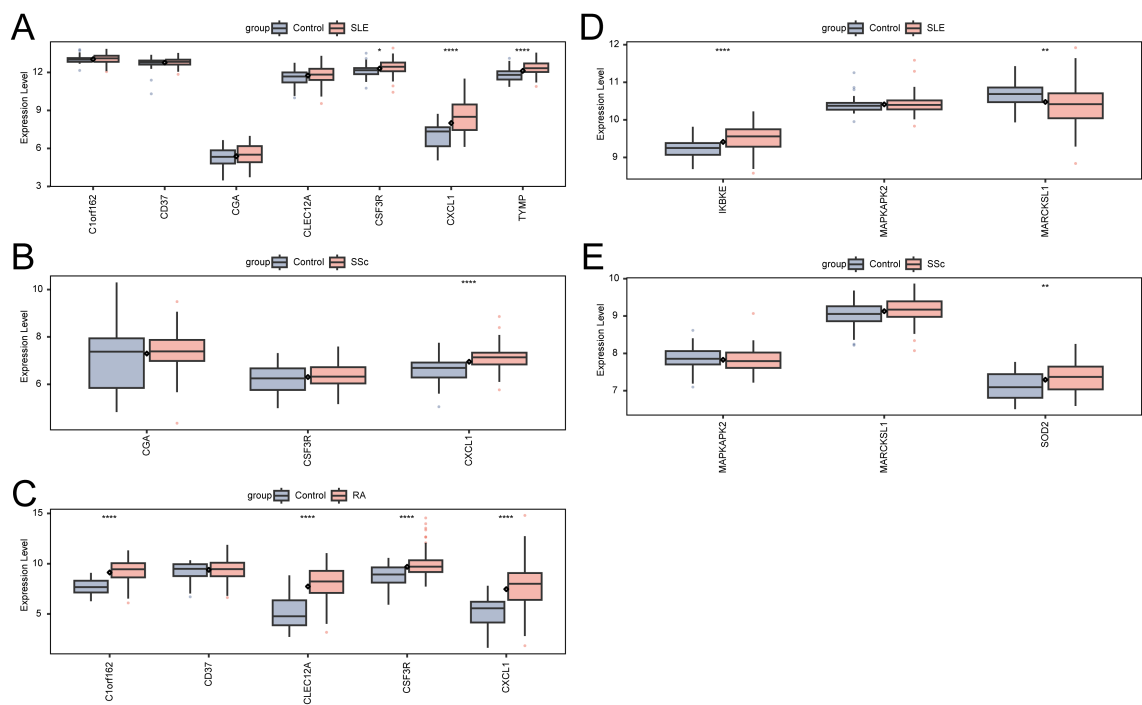 A
group Control SLE
Expression Level
12
9
6
3
* **** ****
C1orf162 CD37 CGA CLEC12A CSF3R CXCL1 TYMP
B
group Control SSc
Expression Level
10
8
6
****
CGA CSF3R CXCL1
C
group Control RA
Expression Level
15
10
5
**** **** **** ****
C1orf162 CD37 CLEC12A CSF3R CXCL1
D
group Control SLE
Expression Level
12
11
10
9
**** **
IKBKE MAPKAPK2 MARCKSL1
E
group Control SSc
Expression Level
10
9
8
7
**
MAPKAPK2 MARCKSL1 SOD2